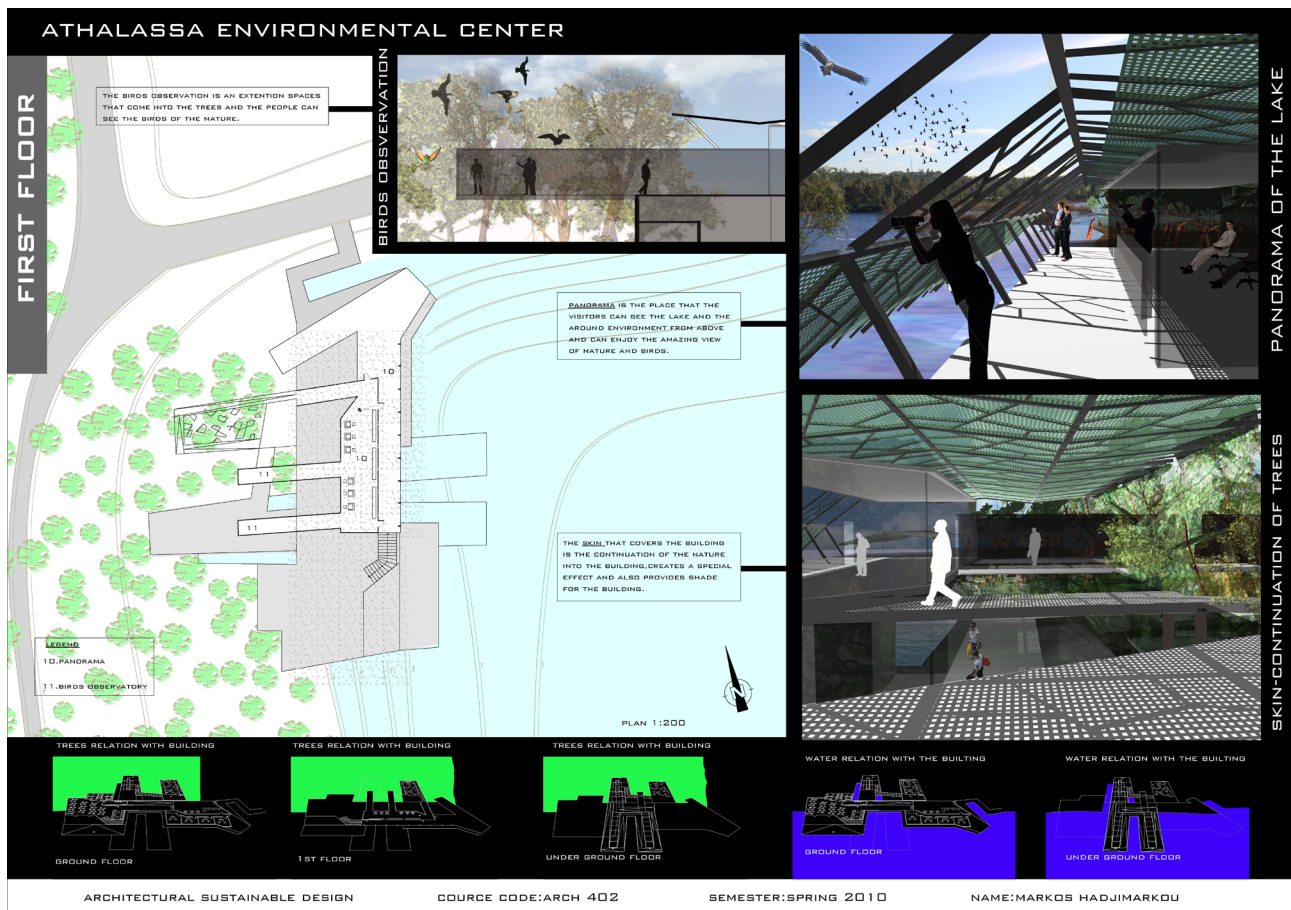 ATHALASSA ENVIRONMENTAL CENTER
FIRST FLOOR
THE BIRDS OBSERVATION IS AN EXTENTION SPACES
THAT COME INTO THE TREES AND THE PEOPLE CAN
SEE THE BIRDS OF THE NATURE.
BIRDS OBSVERVATION
PANORAMA OF THE LAKE
PANORAMA IS THE PLACE THAT THE
VISITORS CAN SEE THE LAKE AND THE
AROUND ENVIRONMENT FROM ABOVE
AND CAN ENJOY THE AMAZING VIEW
OF NATURE AND BIRDS.
10
10
11
11
THE SKIN THAT COVERS THE BUILDING
IS THE CONTINUATION OF THE NATURE
INTO THE BUILDING,CREATES A SPECIAL
EFFECT AND ALSO PROVIDES SHADE
FOR THE BUILDING.
SKIN-CONTINUATION OF TREES
LEGEND
10.PANORAMA
11.BIRDS OBSERVATORY
N
PLAN 1:200
TREES RELATION WITH BUILDING
GROUND FLOOR
TREES RELATION WITH BUILDING
1ST FLOOR
TREES RELATION WITH BUILDING
UNDER GROUND FLOOR
WATER RELATION WITH THE BUILTING
GROUND FLOOR
WATER RELATION WITH THE BUILTING
UNDER GROUND FLOOR
ARCHITECTURAL SUSTAINABLE DESIGN
COURCE CODE:ARCH 402
SEMESTER:SPRING 2010
NAME:MARKOS HADJIMARKOU